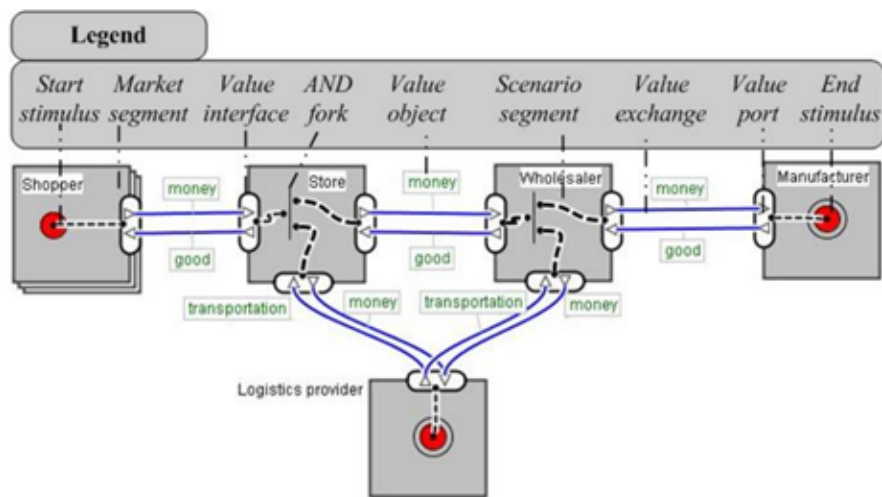 Legend
Start stimulus
Market segment
Value interface
AND fork
Value object
Scenario segment
Value exchange
Value port
End stimulus
Shopper
money
good
Store
money
good
Wholesaler
money
good
Manufacturer
transportation
money
transportation
money
Logistics provider